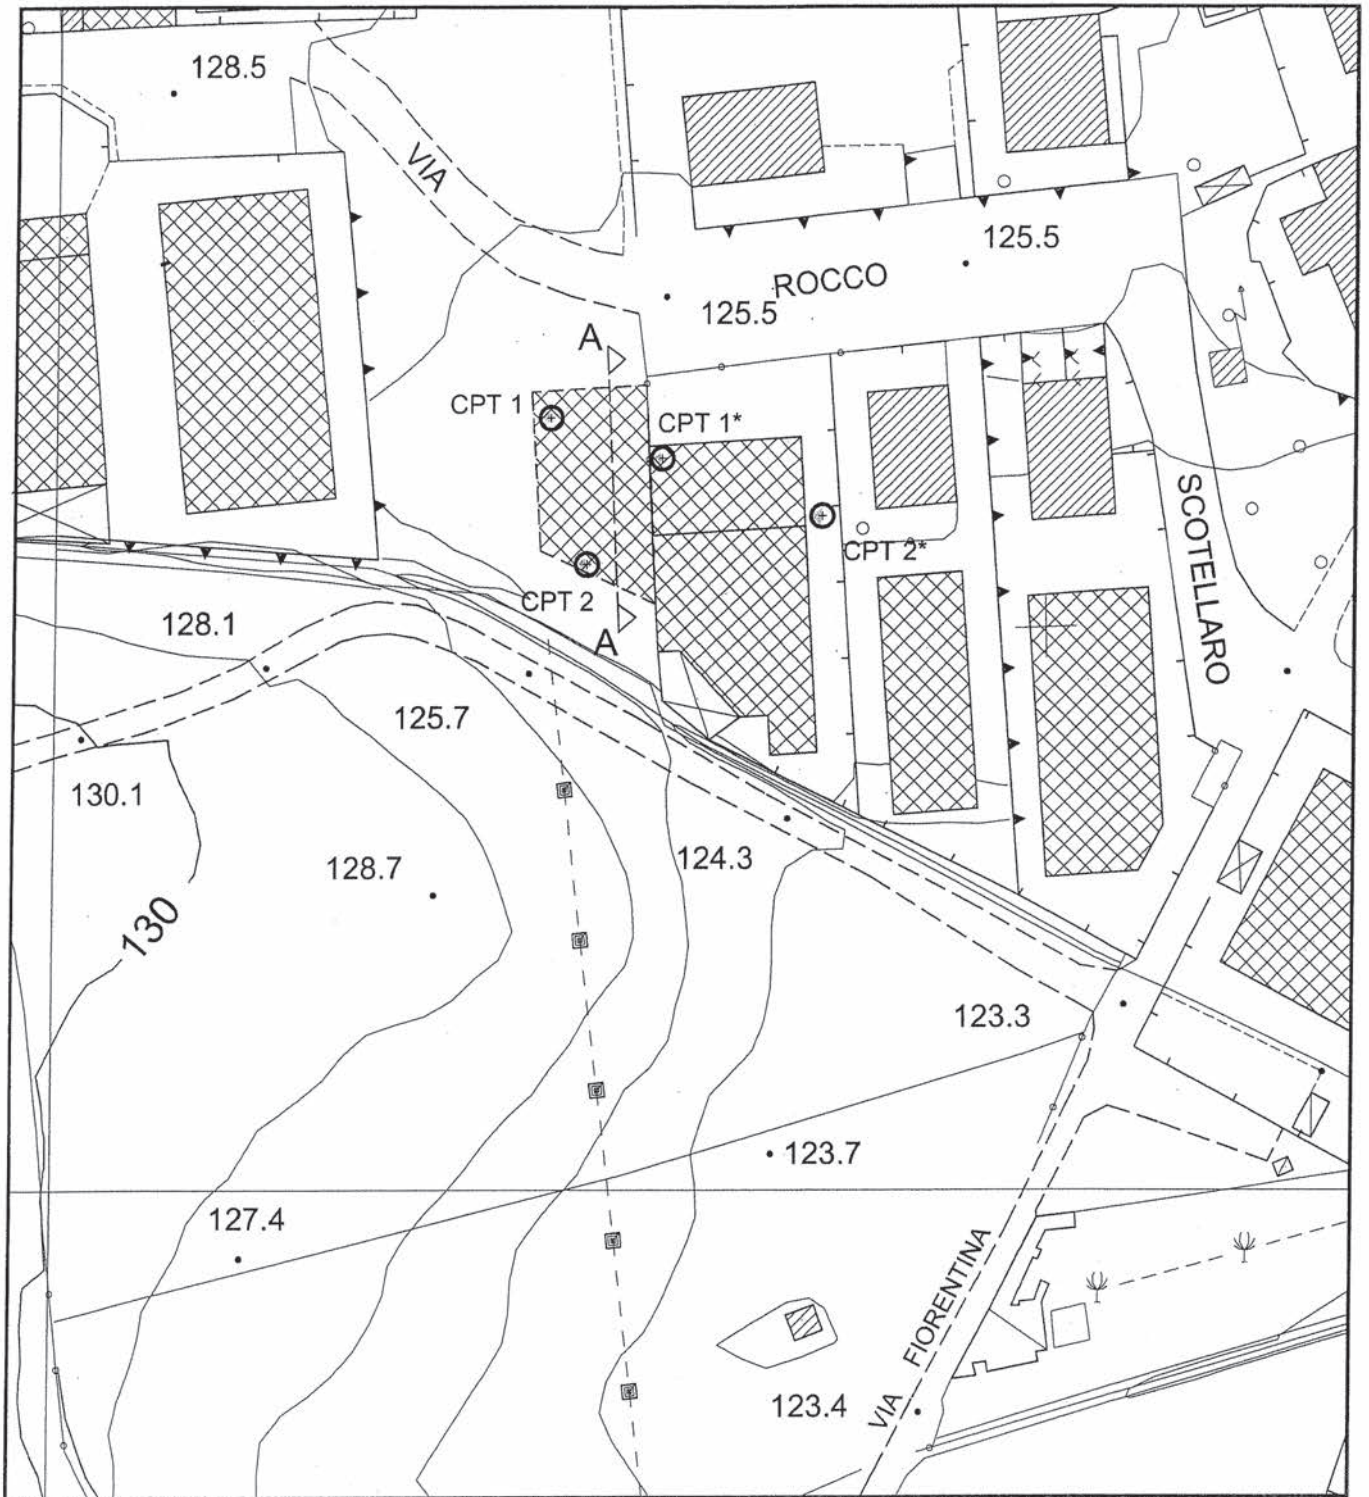 128.5
VIA
125.5
ROCCO
125.5
A
CPT 1
CPT 1*
SCOTELLARO
CPT 2*
CPT 2
128.1
A
125.7
130.1
124.3
128.7
130
123.3
123.7
127.4
VIA FIORENTINA
123.4